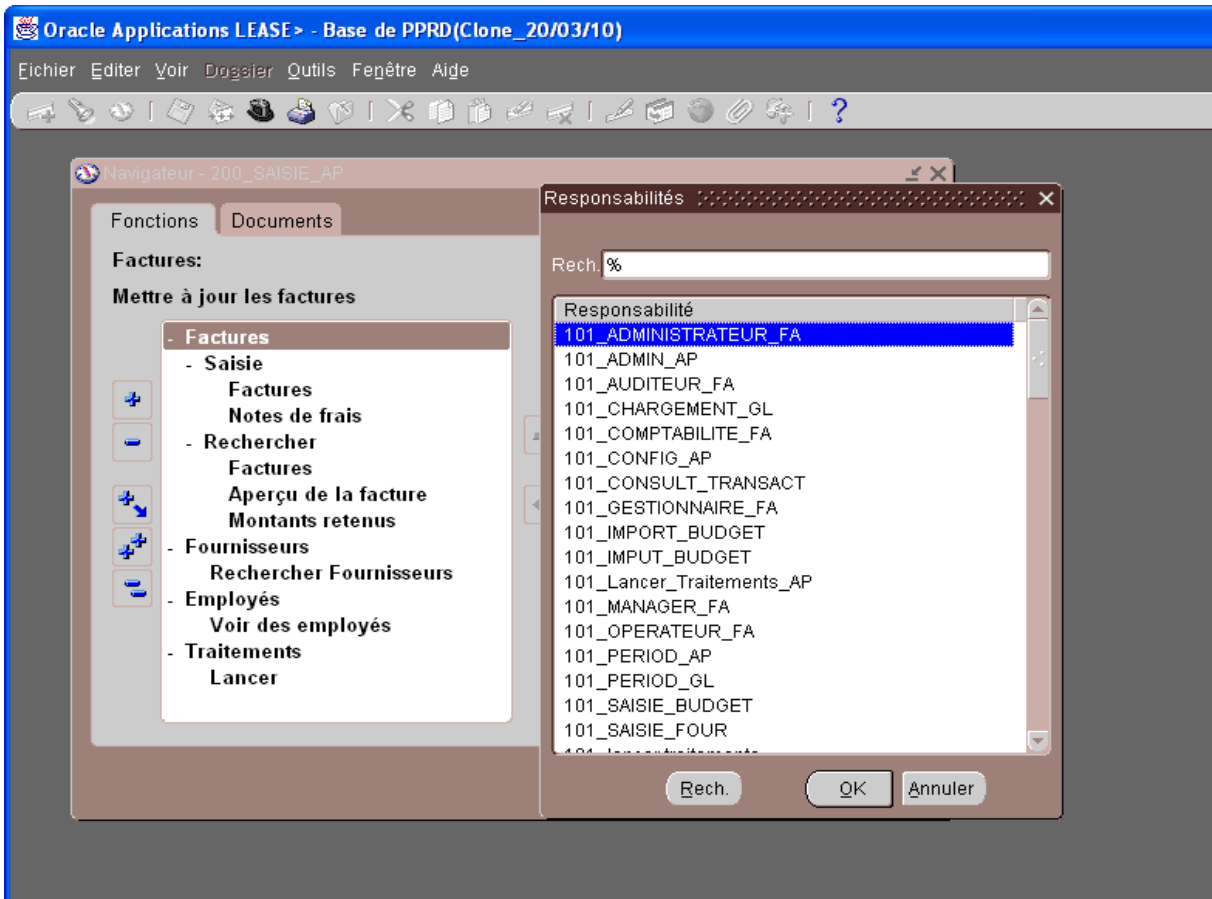 Oracle Applications LEASE> - Base de PPRD(Clone_20/03/10)
Fichier Editer Voir Dossier Outils Fenêtre Aide
Navigateur - 200_SAISIE_AP
Fonctions Documents
Factures:
Mettre à jour les factures
- Factures
- Saisie
Factures
Notes de frais
- Rechercher
Factures
Aperçu de la facture
Montants retenus
- Fournisseurs
Rechercher Fournisseurs
- Employés
Voir des employés
- Traitements
Lancer
Responsabilités
Rech. %
Responsabilité
101_ADMINISTRATEUR_FA
101_ADMIN_AP
101_AUDITEUR_FA
101_CHARGEMENT_GL
101_COMPTABILITE_FA
101_CONFIG_AP
101_CONSULT_TRANSACT
101_GESTIONNAIRE_FA
101_IMPORT_BUDGET
101_IMPUT_BUDGET
101_Lancer_Traitements_AP
101_MANAGER_FA
101_OPERATEUR_FA
101_PERIOD_AP
101_PERIOD_GL
101_SAISIE_BUDGET
101_SAISIE_FOUR
Rech. OK Annuler